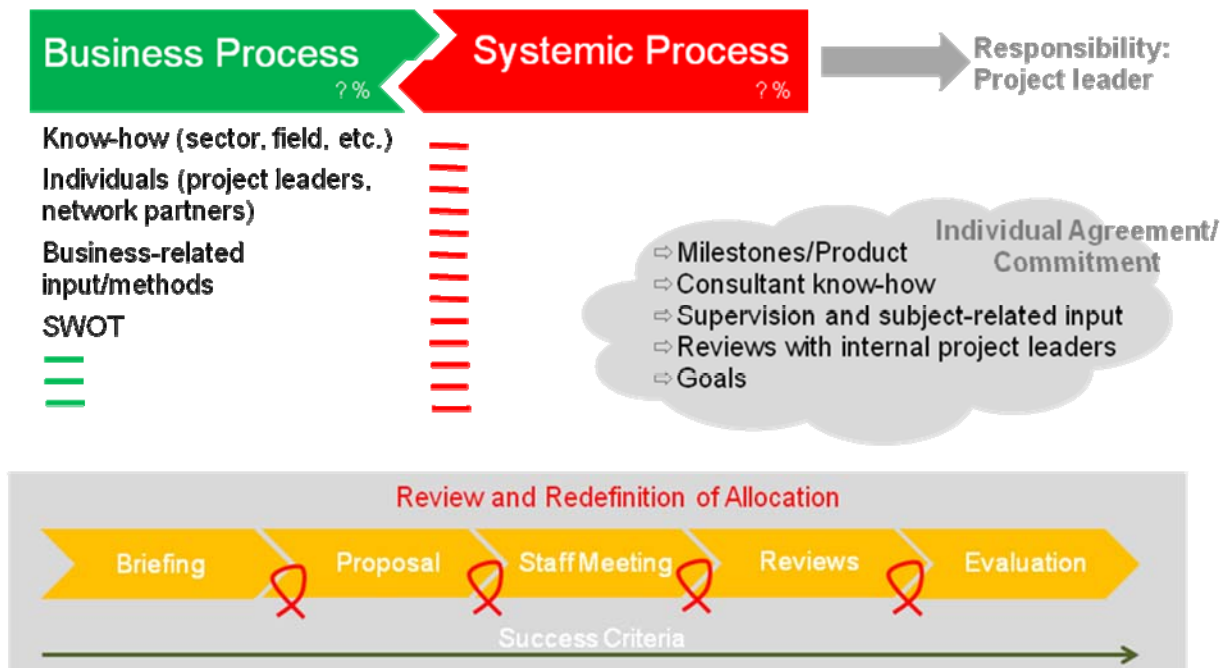 Business Process
? %
Systemic Process
? %
Responsibility:
Project leader
Know-how (sector, field, etc.)
Individuals (project leaders,
network partners)
Business-related
input/methods
SWOT
Individual Agreement/
Commitment
⇨ Milestones/Product
⇨ Consultant know-how
⇨ Supervision and subject-related input
⇨ Reviews with internal project leaders
⇨ Goals
Review and Redefinition of Allocation
Briefing
Proposal
Staff Meeting
Reviews
Evaluation
Success Criteria